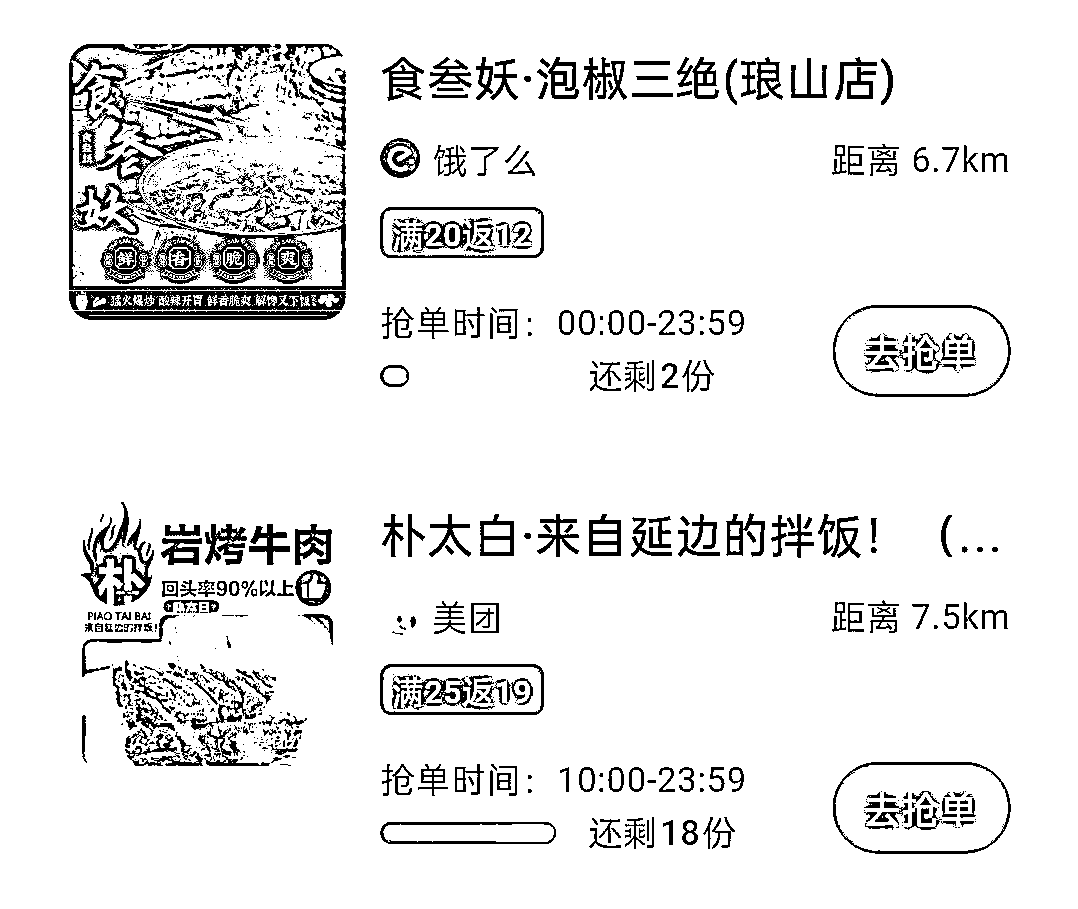 食叁妖
鲜 香 脆 爽
猛火爆炒 酸辣开胃 鲜香脆爽 解馋又下饭
食叁妖·泡椒三绝(琅山店)
饿了么
距离 6.7km
满20返12
抢单时间：00:00-23:59
还剩2份
去抢单
朴
PIAO TAI BAI
来自延边的拌饭!
岩烤牛肉
回头率90%以上
朴太白·来自延边的拌饭！（...
美团
距离 7.5km
满25返19
抢单时间：10:00-23:59
还剩18份
去抢单